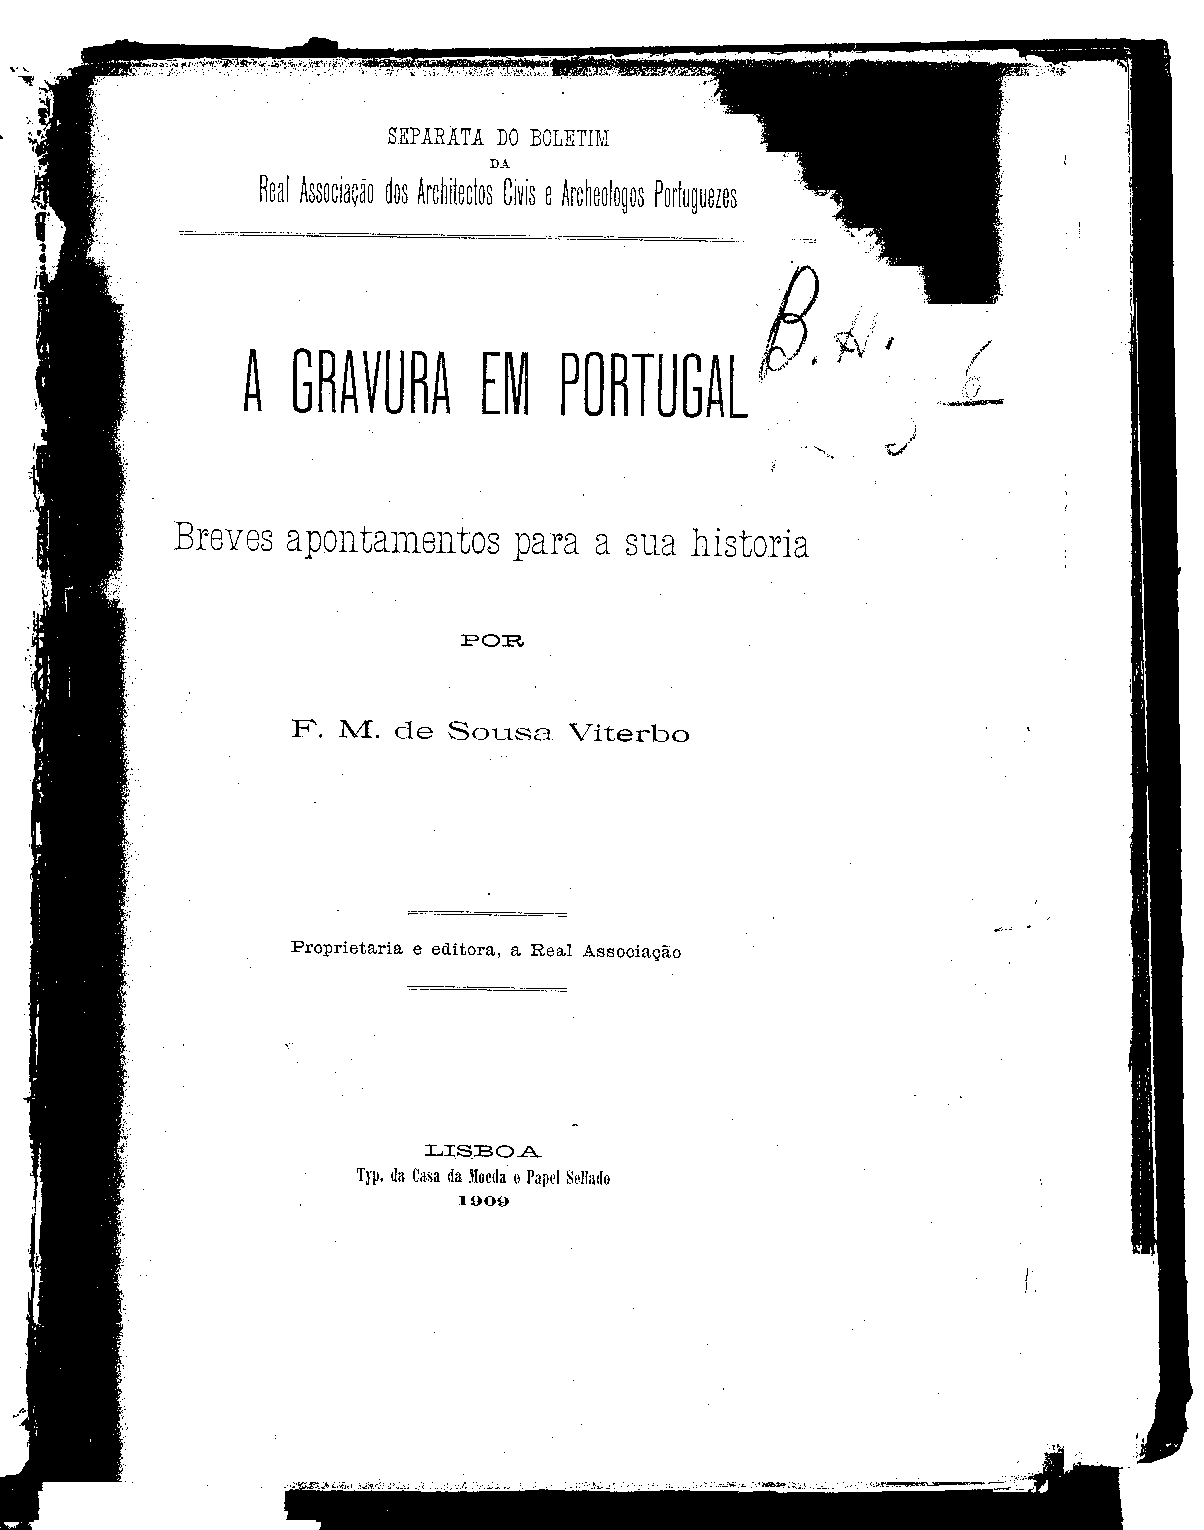 SEPARATA DO BOLETIM
DA
Real Associação dos Architectos Civis e Archeologos Portuguezes
B. H.
6
A GRAVURA EM PORTUGAL
Breves apontamentos para a sua historia
POR
F. M. de Sousa Viterbo
Proprietaria e editora, a Real Associação
LISBOA
Typ. da Casa da Moeda e Papel Sellado
1909